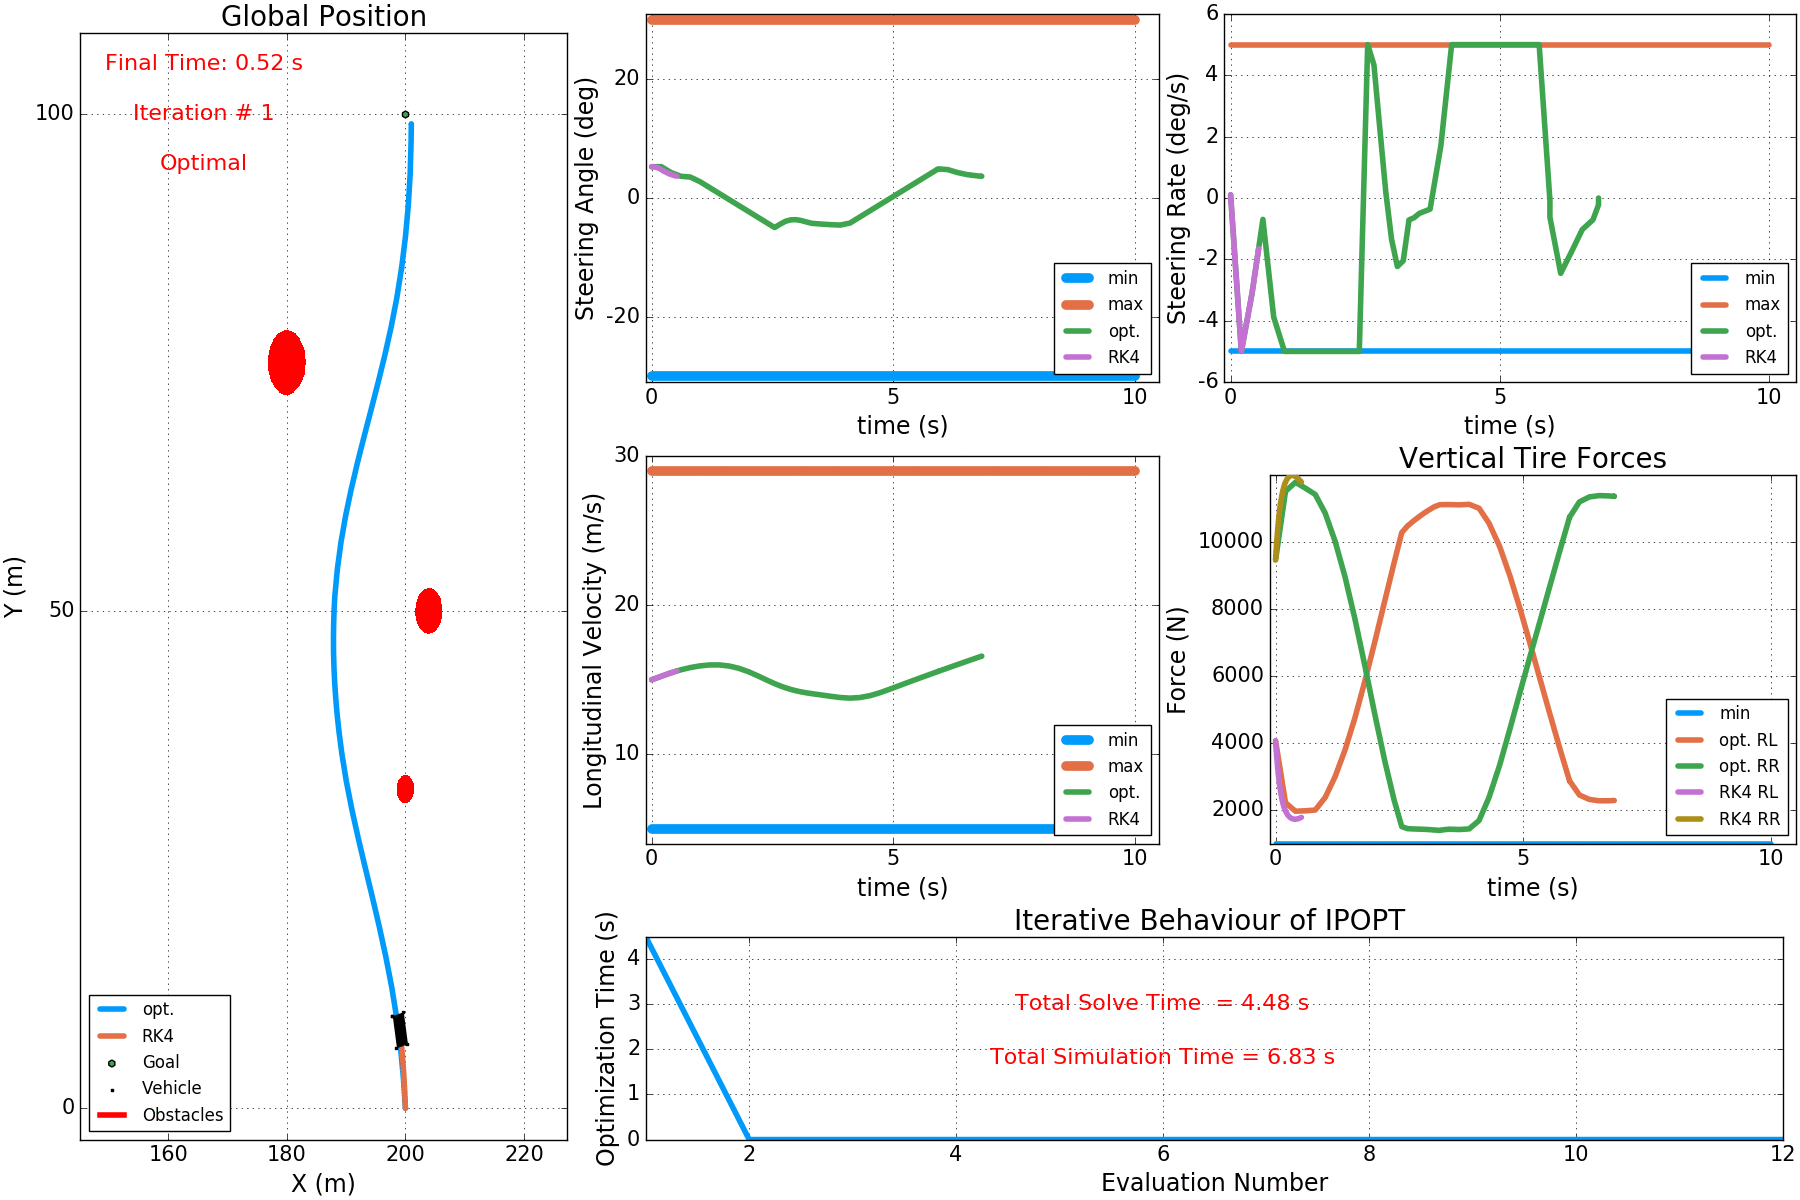 Global Position
Final Time: 0.52 s
Iteration # 1
Optimal
100
50
0
Y (m)
160
180
200
220
X (m)
opt.
RK4
Goal
Vehicle
Obstacles
Steering Angle (deg)
20
0
-20
0
5
10
time (s)
min
max
opt.
RK4
Steering Rate (deg/s)
6
4
2
0
-2
-4
-6
0
5
10
time (s)
min
max
opt.
RK4
Longitudinal Velocity (m/s)
30
20
10
0
5
10
time (s)
min
max
opt.
RK4
Vertical Tire Forces
Force (N)
10000
8000
6000
4000
2000
0
5
10
time (s)
min
opt. RL
opt. RR
RK4 RL
RK4 RR
Iterative Behaviour of IPOPT
Optimization Time (s)
4
3
2
1
0
Total Solve Time  = 4.48 s
Total Simulation Time = 6.83 s
2
4
6
8
10
12
Evaluation Number